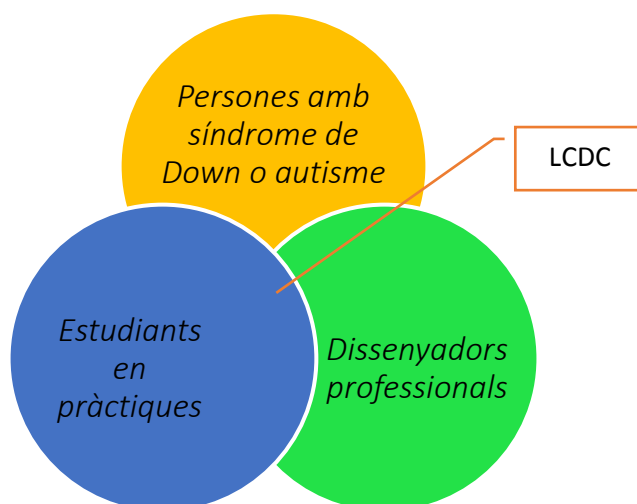 Persones amb
síndrome de
Down o autisme
LCDC
Estudiants
en
pràctiques
Dissenyadors
professionals